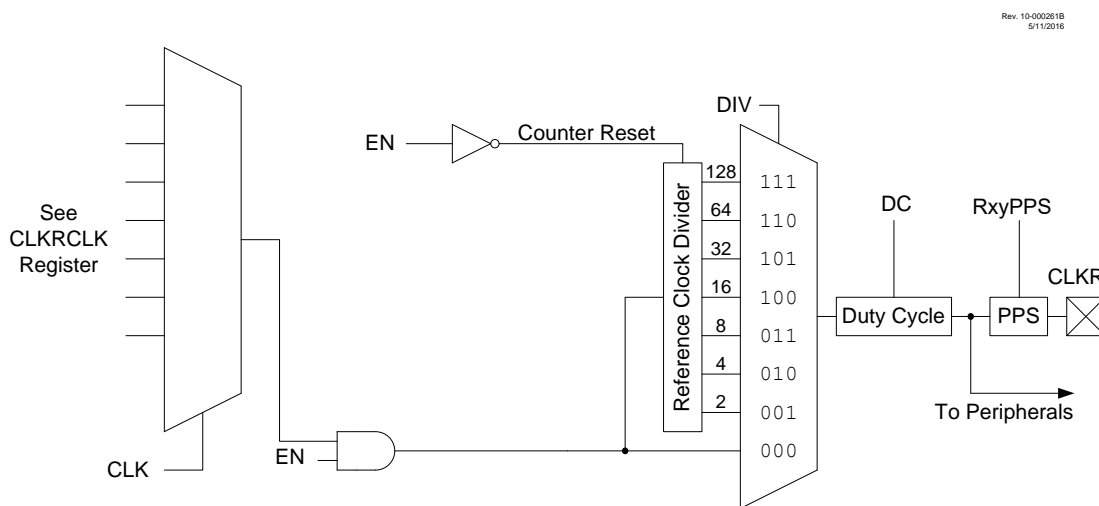 Rev. 10-000261B
5/11/2016
DIV
EN
Counter Reset
See
CLKRCLK
Register
Reference Clock Divider
128
64
32
16
8
4
2
111
110
101
100
011
010
001
000
DC
RxyPPS
CLKR
Duty Cycle
PPS
To Peripherals
EN
CLK